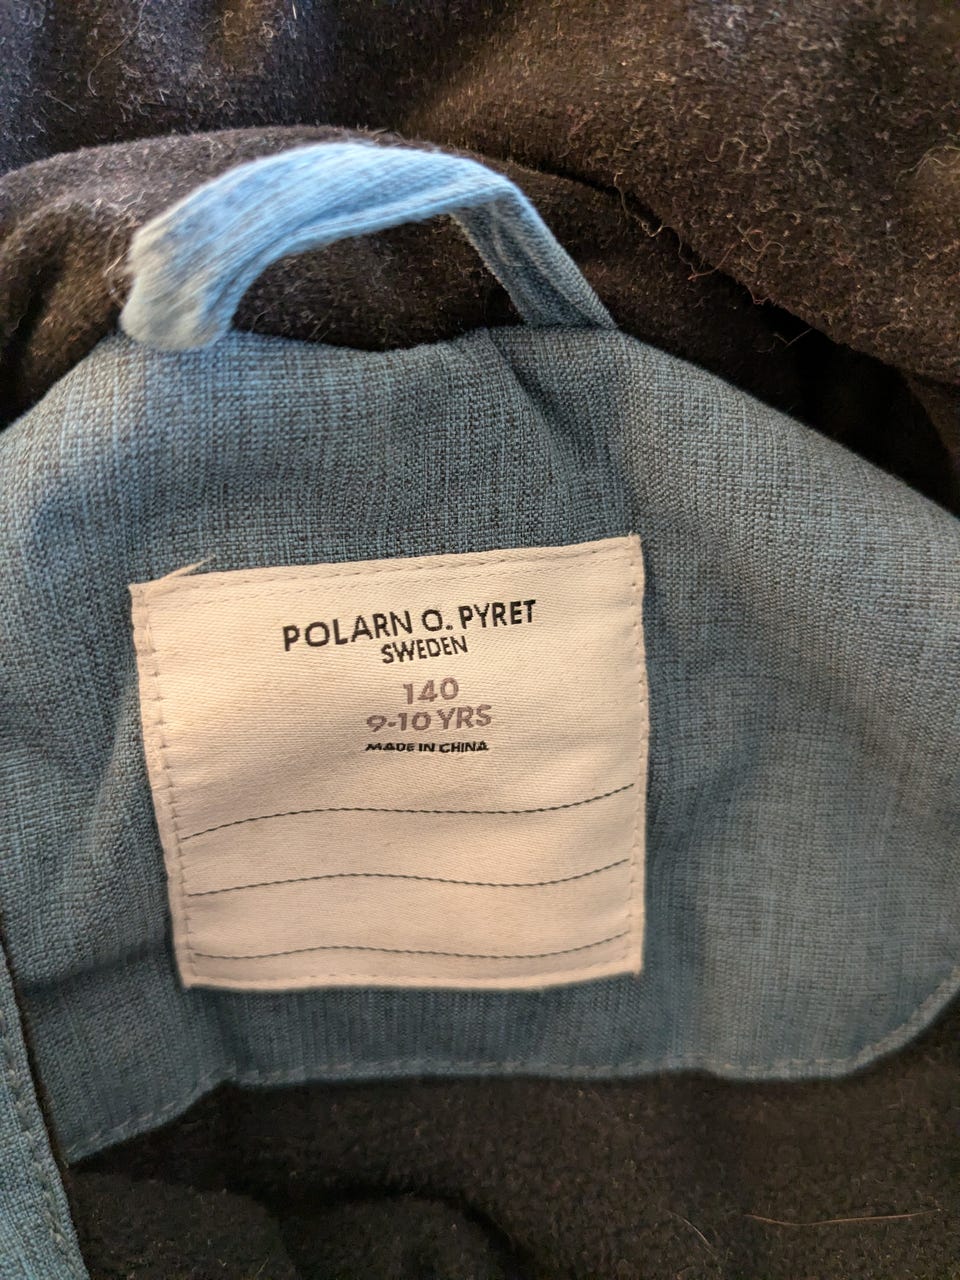 POLARN O. PYRET
SWEDEN
140
9-10 YRS
MADE IN CHINA